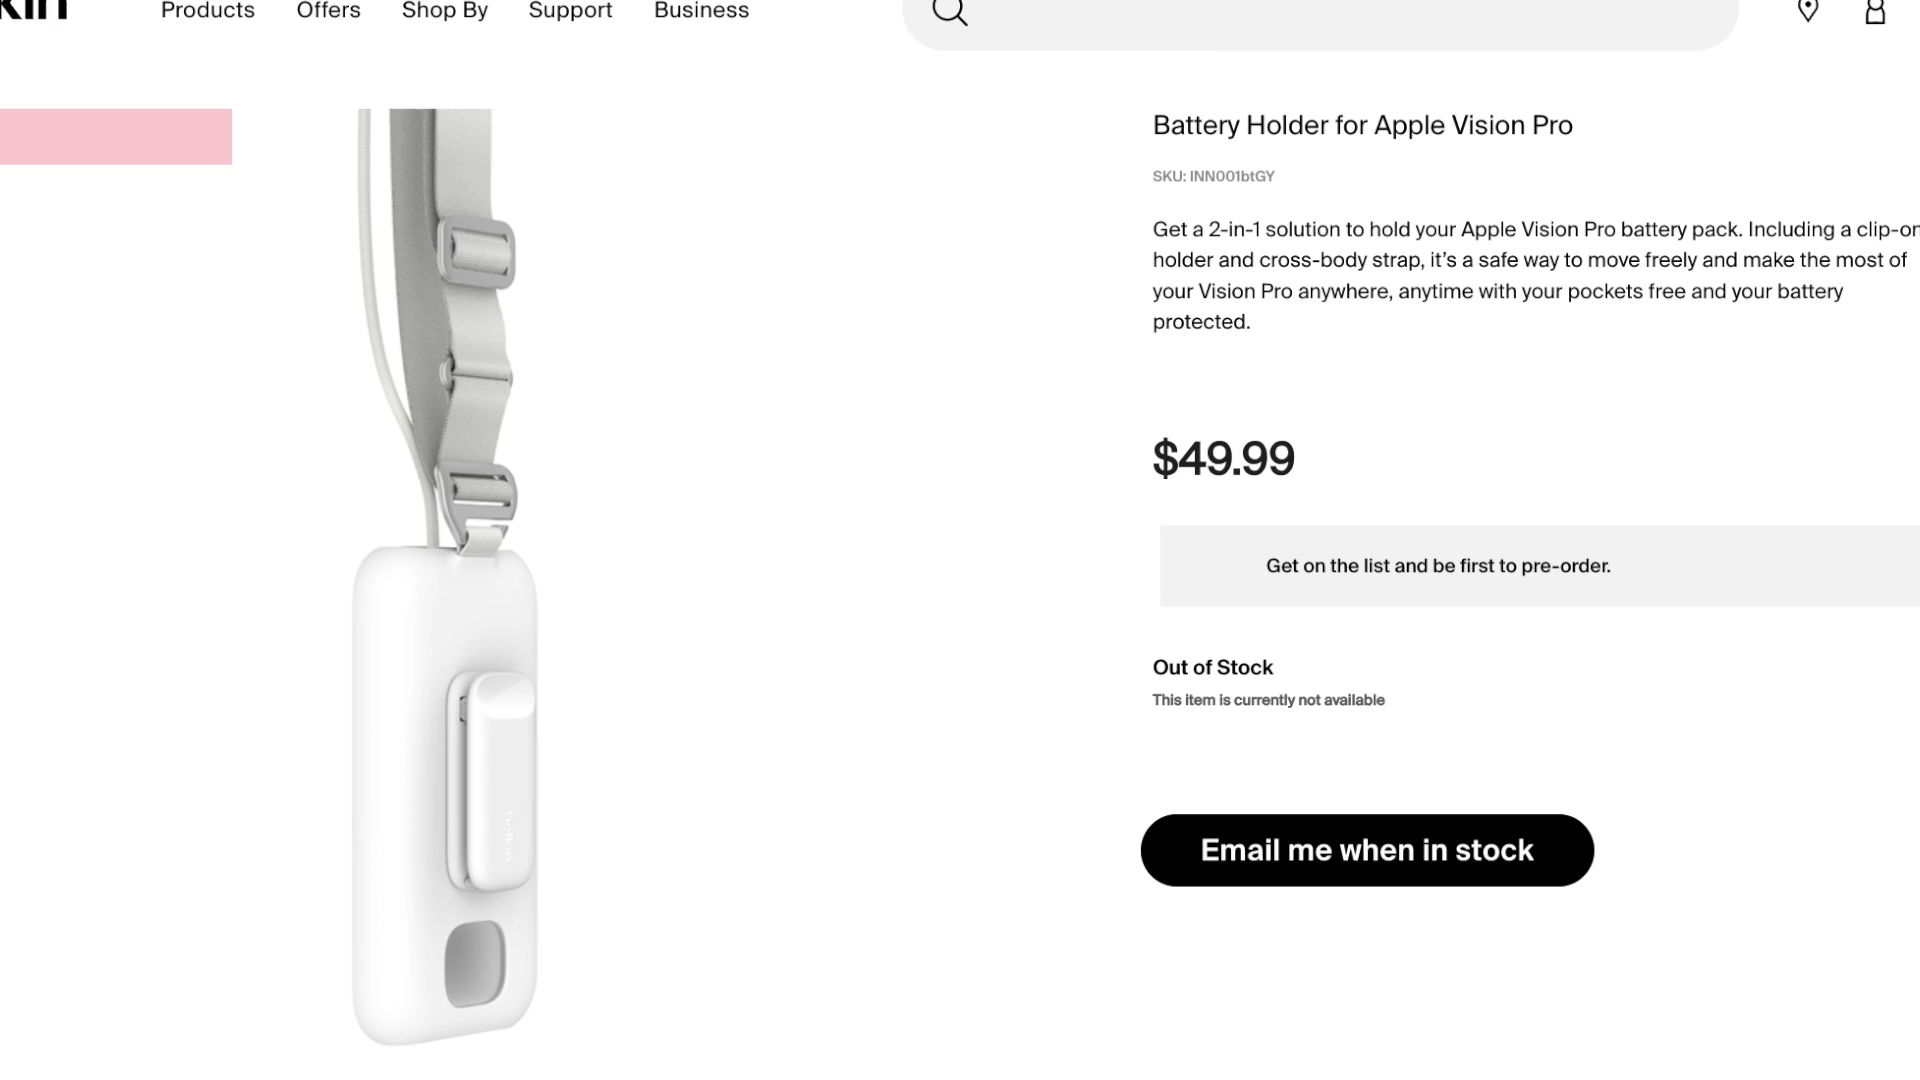 Products Offers Shop By Support Business
Battery Holder for Apple Vision Pro
SKU: INN001btGY
Get a 2-in-1 solution to hold your Apple Vision Pro battery pack. Including a clip-on
holder and cross-body strap, it’s a safe way to move freely and make the most of
your Vision Pro anywhere, anytime with your pockets free and your battery
protected.
$49.99
Get on the list and be first to pre-order.
Out of Stock
This item is currently not available
Email me when in stock
belkin